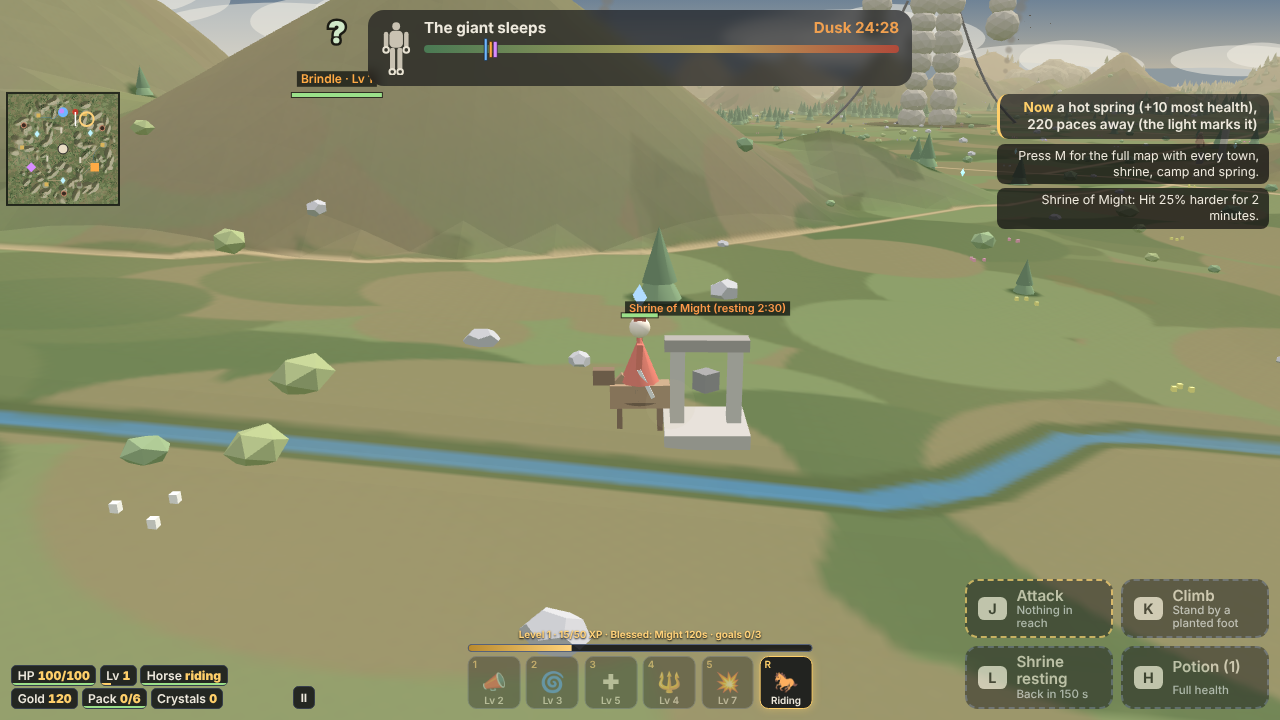 ?
The giant sleeps
Dusk 24:28
Brindle · Lv
Now a hot spring (+10 most health),
220 paces away (the light marks it)
Press M for the full map with every town,
shrine, camp and spring.
Shrine of Might: Hit 25% harder for 2
minutes.
Shrine of Might (resting 2:30)
J
Attack
Nothing in
reach
K
Climb
Stand by a
planted foot
L
Shrine
resting
Back in 150 s
H
Potion (1)
Full health
Level 1 · 15/50 XP · Blessed: Might 120s · goals 0/3
1
Lv 2
2
Lv 3
3
Lv 5
4
Lv 4
5
Lv 7
R
Riding
HP 100/100
Lv 1
Horse riding
Gold 120
Pack 0/6
Crystals 0
II